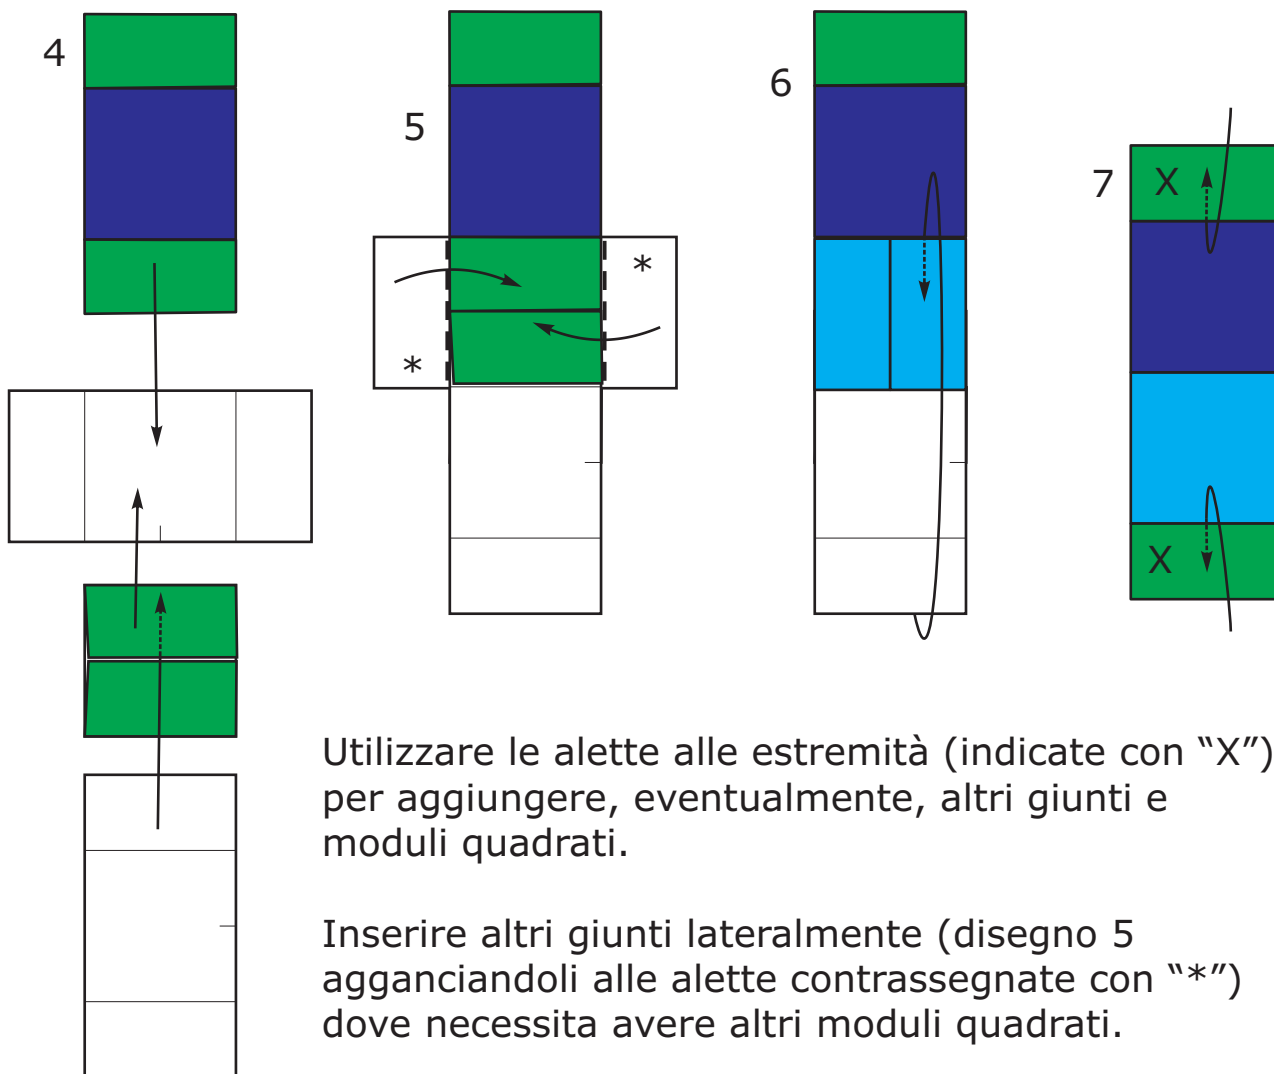 4
5
6
7
X
X
*
*
Utilizzare le alette alle estremità (indicate con “X”)
per aggiungere, eventualmente, altri giunti e
moduli quadrati.
Inserire altri giunti lateralmente (disegno 5
agganciandoli alle alette contrassegnate con “*”)
dove necessita avere altri moduli quadrati.